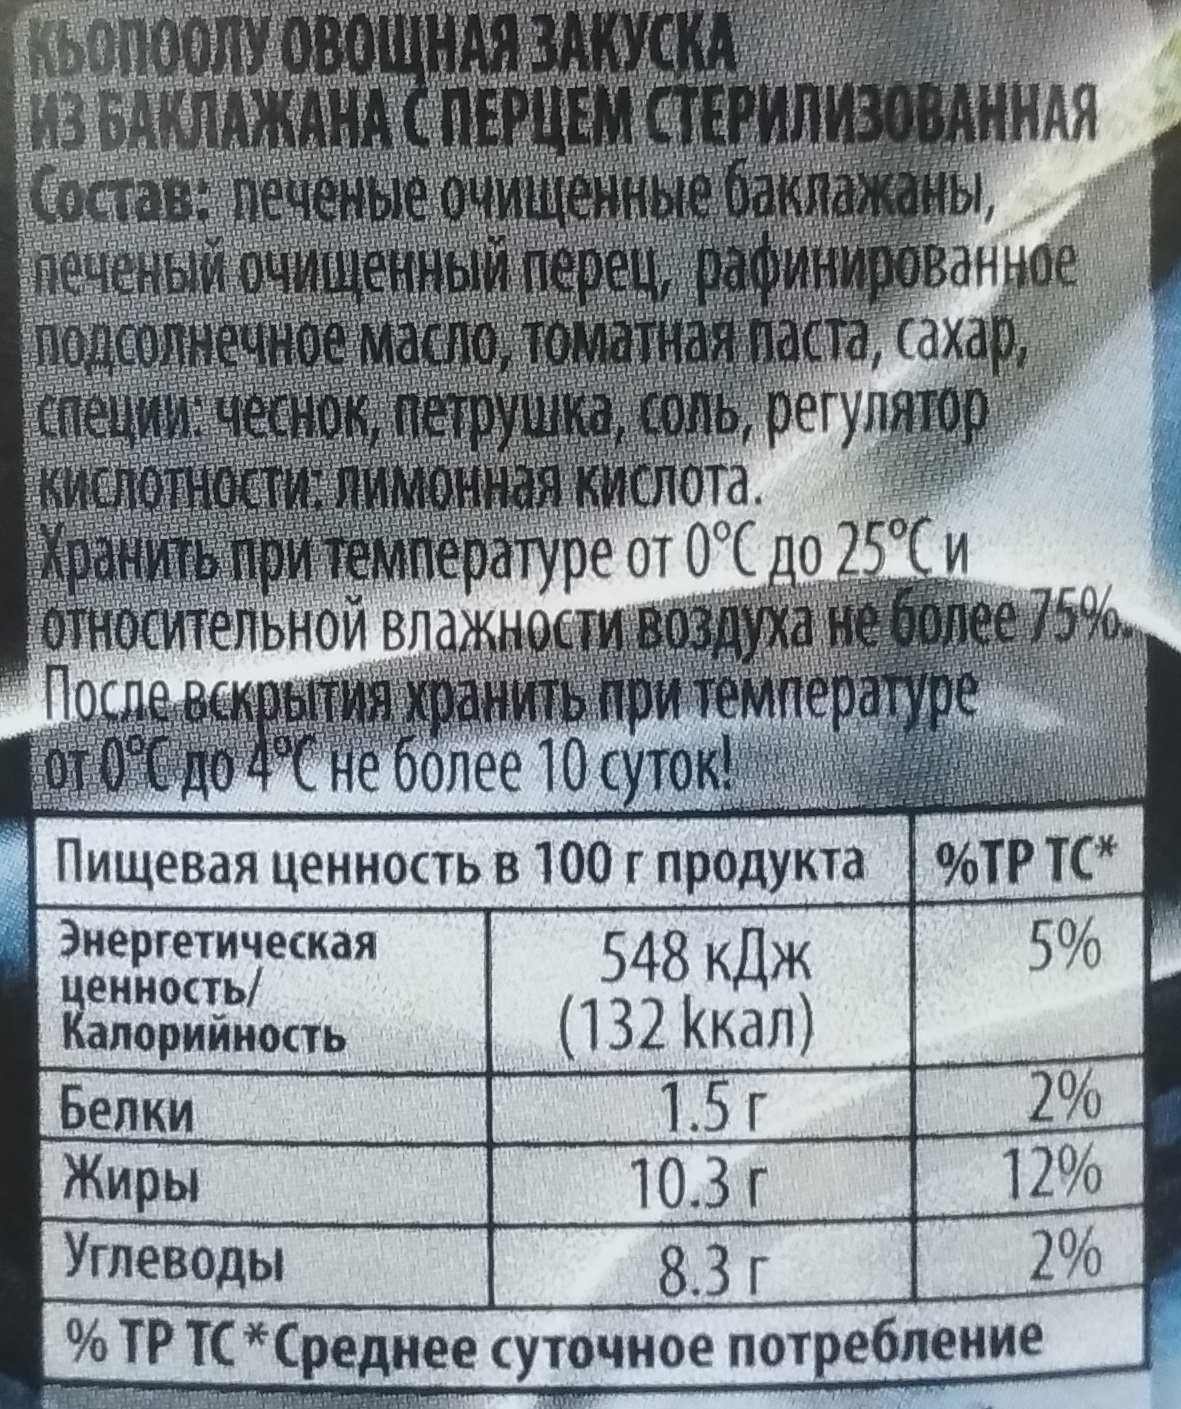 КЬОПООЛУ ОВОЩНАЯ ЗАКУСКА
ИЗ БАКЛАЖАНА С ПЕРЦЕМ СТЕРИЛИЗОВАННАЯ
Состав: печеные очищенные баклажаны,
печеный очищенный перец, рафинированное
подсолнечное масло, томатная паста, сахар,
специи: чеснок, петрушка, соль, регулятор
кислотности: лимонная кислота.
Хранить при температуре от 0°С до 25°С и
относительной влажности воздуха не более 75%.
После вскрытия хранить при температуре
от 0°С до 4°С не более 10 суток!
Пищевая ценность в 100 г продукта %ТР ТС*
Энергетическая ценность/ Калорийность 548 кДж (132 kкал) 5%
Белки 1.5 г 2%
Жиры 10.3 г 12%
Углеводы 8.3 г 2%
% ТР ТС *Среднее суточное потребление